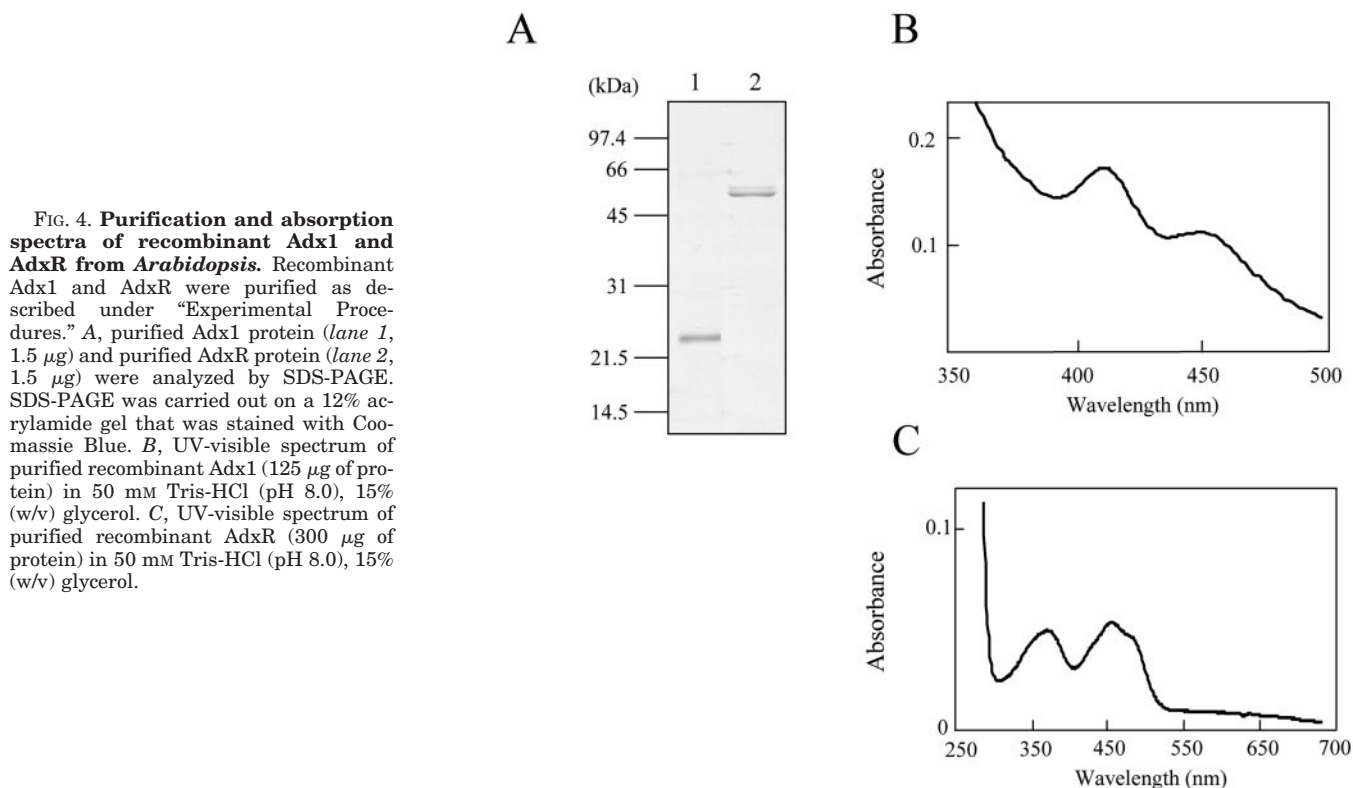 FIG. 4. Purification and absorption
spectra of recombinant Adx1 and
AdxR from Arabidopsis. Recombinant
Adx1 and AdxR were purified as de-
scribed under “Experimental Proce-
dures.” A, purified Adx1 protein (lane 1,
1.5 μg) and purified AdxR protein (lane 2,
1.5 μg) were analyzed by SDS-PAGE.
SDS-PAGE was carried out on a 12% ac-
rylamide gel that was stained with Coo-
massie Blue. B, UV-visible spectrum of
purified recombinant Adx1 (125 μg of pro-
tein) in 50 mM Tris-HCl (pH 8.0), 15%
(w/v) glycerol. C, UV-visible spectrum of
purified recombinant AdxR (300 μg of
protein) in 50 mM Tris-HCl (pH 8.0), 15%
(w/v) glycerol.
A
(kDa) 1 2
97.4
66
45
31
21.5
14.5
B
Absorbance
0.2
0.1
350 400 450 500
Wavelength (nm)
C
Absorbance
0.1
0
250 350 450 550 650 700
Wavelength (nm)